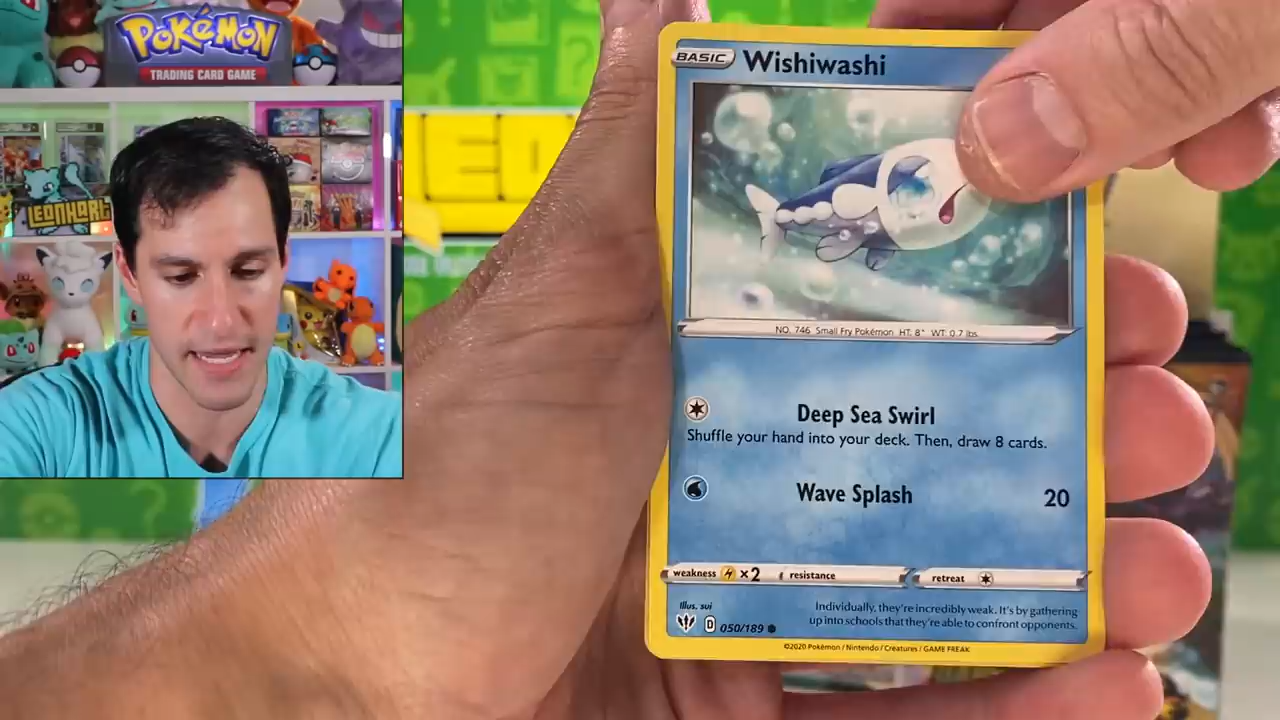 POKéMON
TRADING CARD GAME
LEONHART
BASIC Wishiwashi
NO. 746 Small Fry Pokémon HT: 8" WT: 0.7 lbs.
Deep Sea Swirl
Shuffle your hand into your deck. Then, draw 8 cards.
Wave Splash 20
weakness ×2 resistance retreat
Illus. sui
D 050/189
Individually, they're incredibly weak. It's by gathering
up into schools that they're able to confront opponents.
©2020 Pokémon / Nintendo / Creatures / GAME FREAK